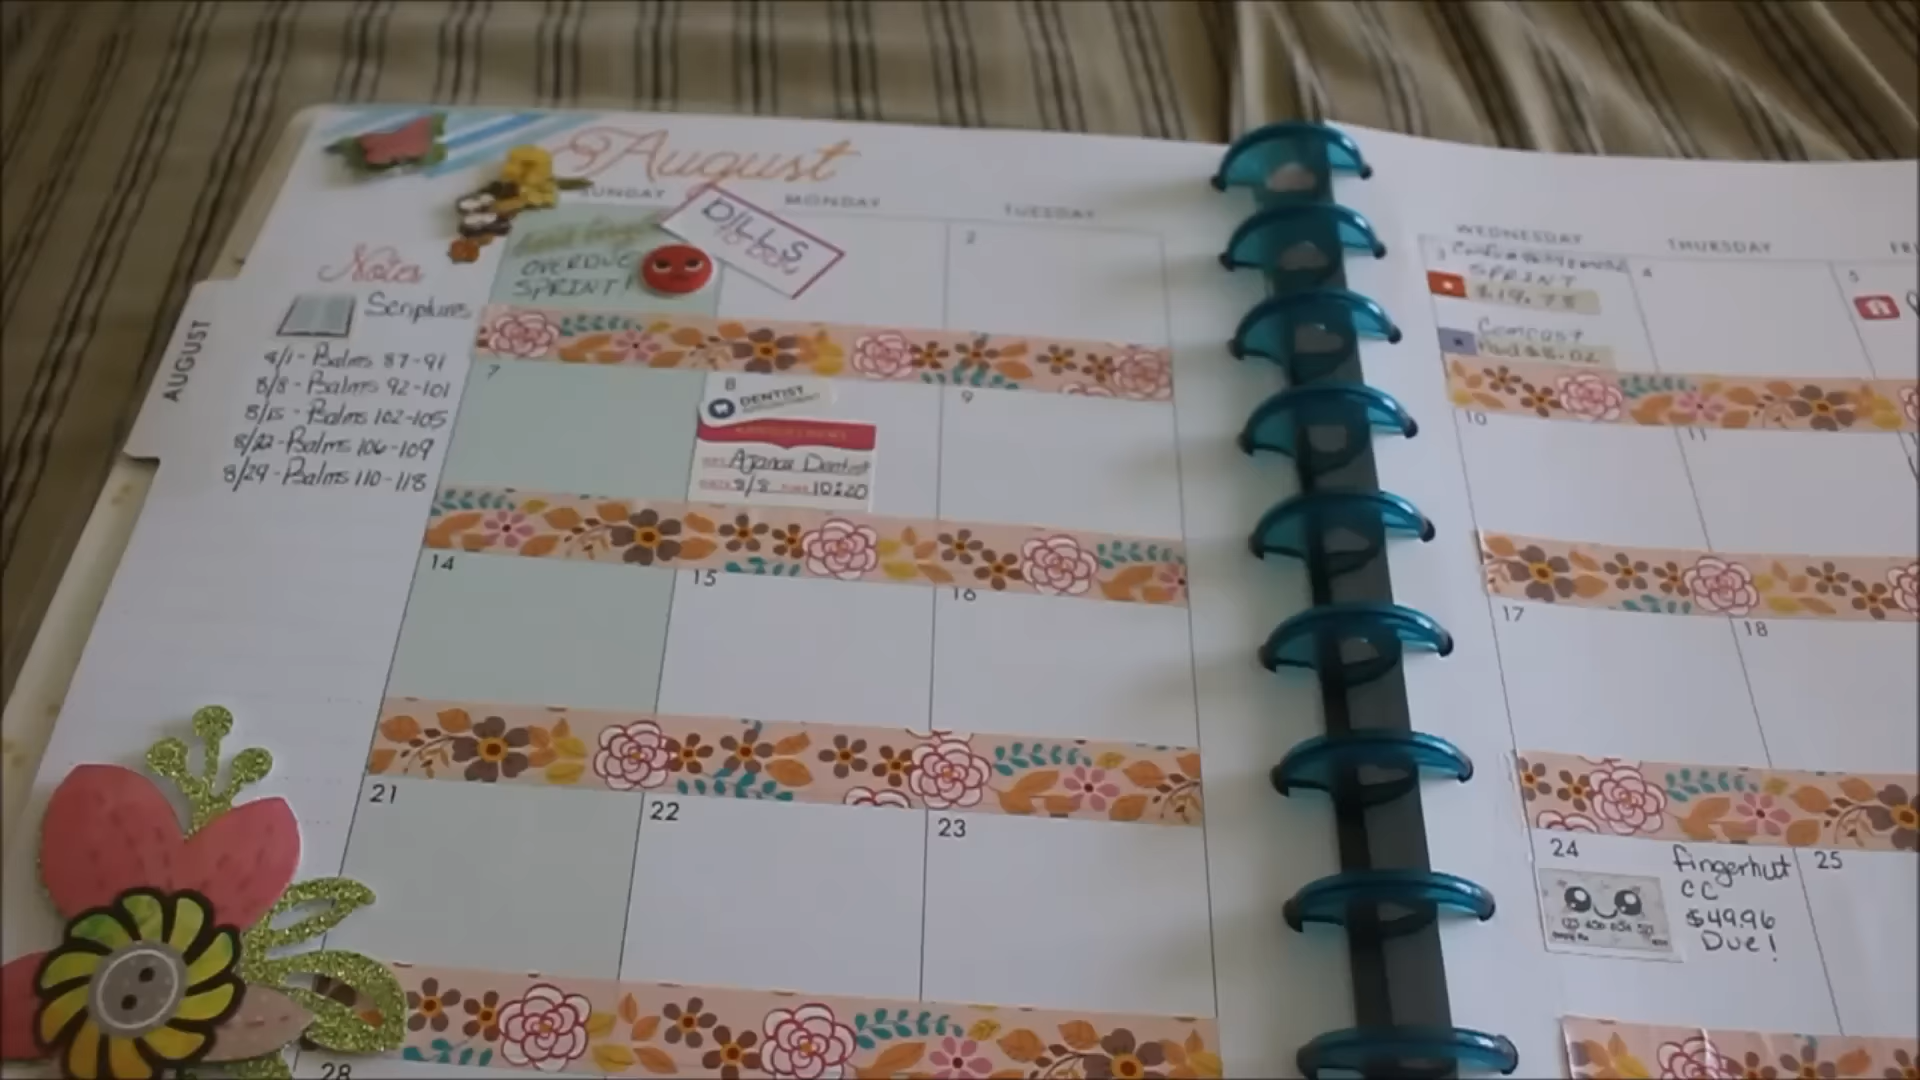 August
SUNDAY
MONDAY
TUESDAY
WEDNESDAY
THURSDAY
AUGUST
Notes
Scriptures
8/1 - Psalms 87-91
8/8 - Psalms 92-101
8/15 - Psalms 102-105
8/22 - Psalms 106-109
8/29 - Psalms 110-118
OVERDUE
SPRINT!
BILLS
2
3
SPRINT
$19.78
Comcast
4
5
7
8
DENTIST
9
10
11
Dentist
8/8
10:20
14
15
16
17
18
21
22
23
24
fingerhut
CC
$49.96
Due!
25
28